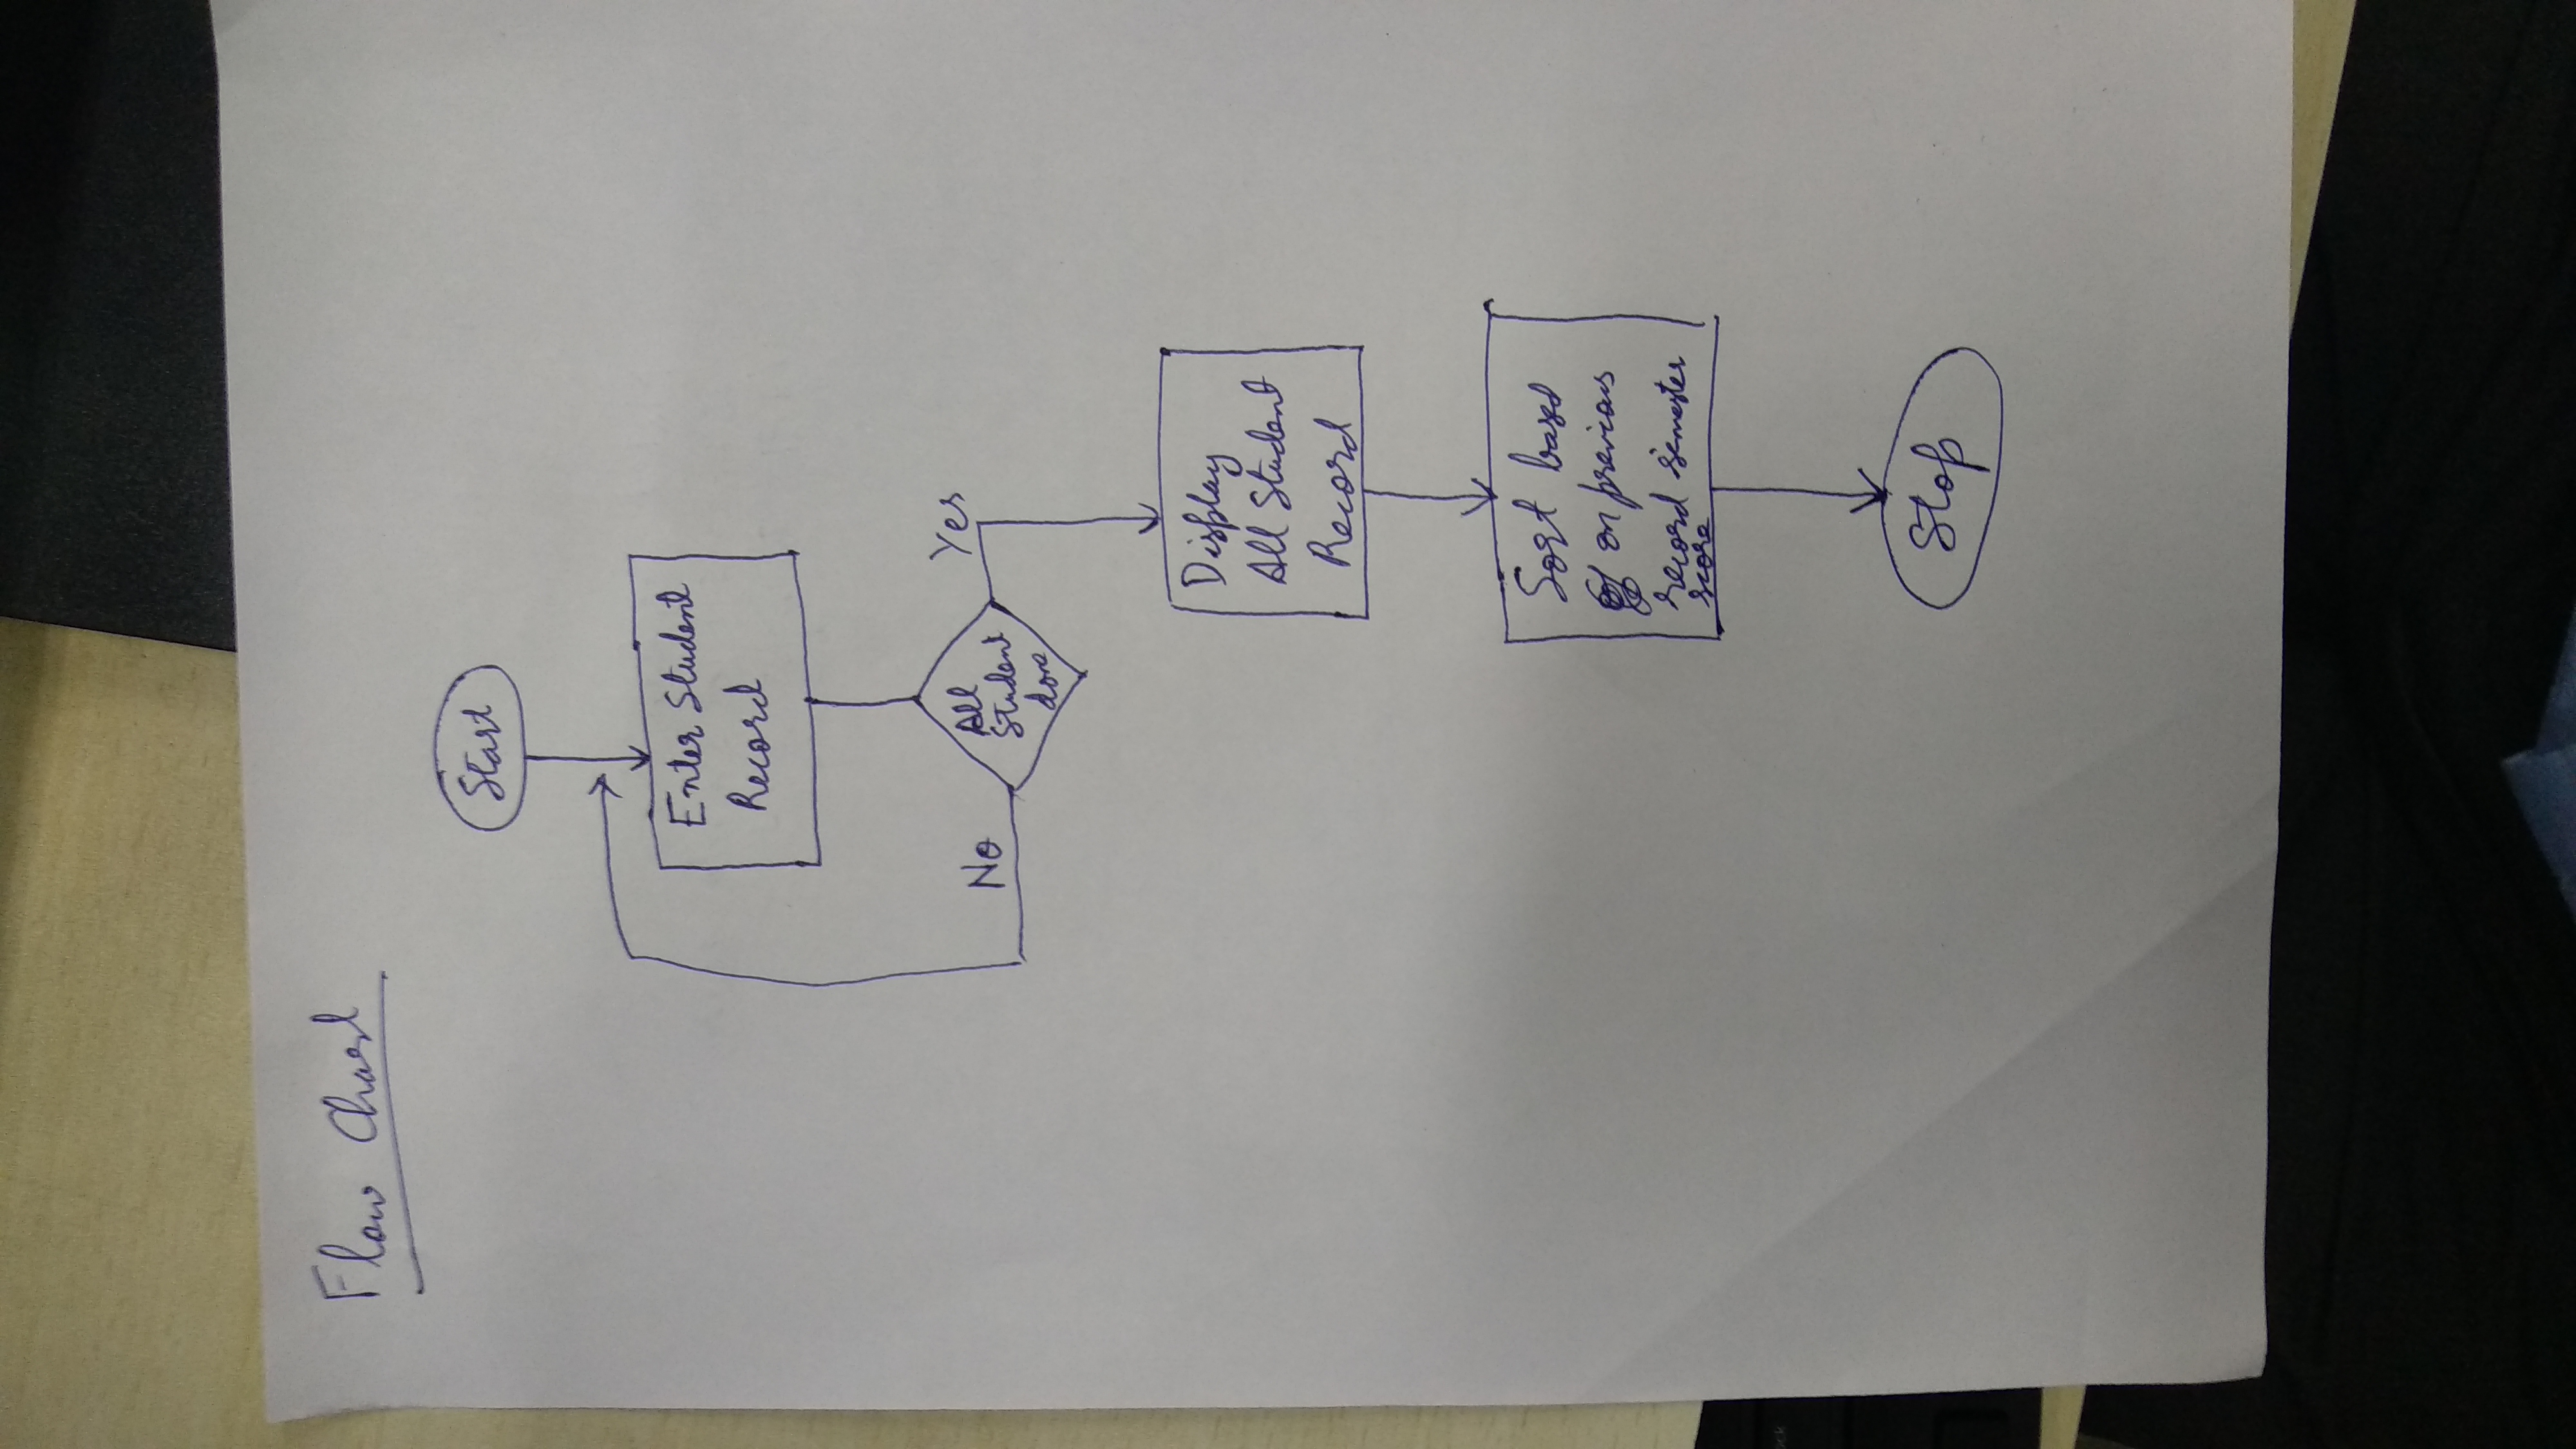 Flow Chart
Start
Enter Student
Record
All
Student
done
No
Yes
Display
All Student
Record
Sort based
on previous
record semester
score
Stop